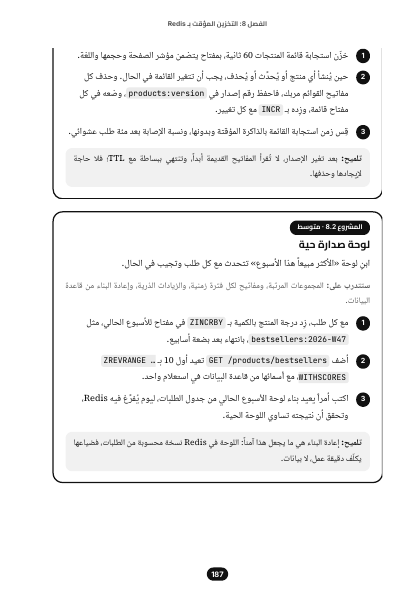 الفصل 8: التخزين المؤقت بـ Redis
1 خزّن استجابة قائمة المنتجات 60 ثانية، بمفتاح يتضمن مؤشر الصفحة وحجمها واللغة.
2 حين يُنشأ أي منتج أو يُحدَّث أو يُحذف، يجب أن تتغير القائمة في الحال. وحذف كل
مفاتيح القوائم مربك، فاحفظ رقم إصدار في products:version ، وضعه في كل
مفتاح قائمة، وزِده بـ INCR مع كل تغيير.
3 قِس زمن استجابة القائمة بالذاكرة المؤقتة وبدونها، ونسبة الإصابة بعد مئة طلب عشوائي.
تلميح: بعد تغير الإصدار، لا تُقرأ المفاتيح القديمة أبداً، وتنتهي ببساطة مع TTL؛ فلا حاجة
لإيجادها وحذفها.
المشروع 8.2 · متوسط
لوحة صدارة حية
ابنِ لوحة «الأكثر مبيعاً هذا الأسبوع» تتحدث مع كل طلب وتجيب في الحال.
ستتدرب على: المجموعات المرتبة، ومفاتيح لكل فترة زمنية، والزيادات الذرية، وإعادة البناء من قاعدة
البيانات.
1 مع كل طلب، زِد درجة المنتج بالكمية بـ ZINCRBY في مفتاح للأسبوع الحالي، مثل
bestsellers:2026-W47 ، بانتهاء بعد بضعة أسابيع.
2 أضف GET /products/bestsellers تعيد أول 10 بـ ZREVRANGE …
WITHSCORES، مع أسمائها من قاعدة البيانات في استعلام واحد.
3 اكتب أمراً يعيد بناء لوحة الأسبوع الحالي من جدول الطلبات، ليوم يُفرَّغ فيه Redis،
وتحقق أن نتيجته تساوي اللوحة الحية.
تلميح: إعادة البناء هي ما يجعل هذا آمناً: اللوحة في Redis نسخة محسوبة من الطلبات، فضياعها
يكلّف دقيقة عمل، لا بيانات.
187